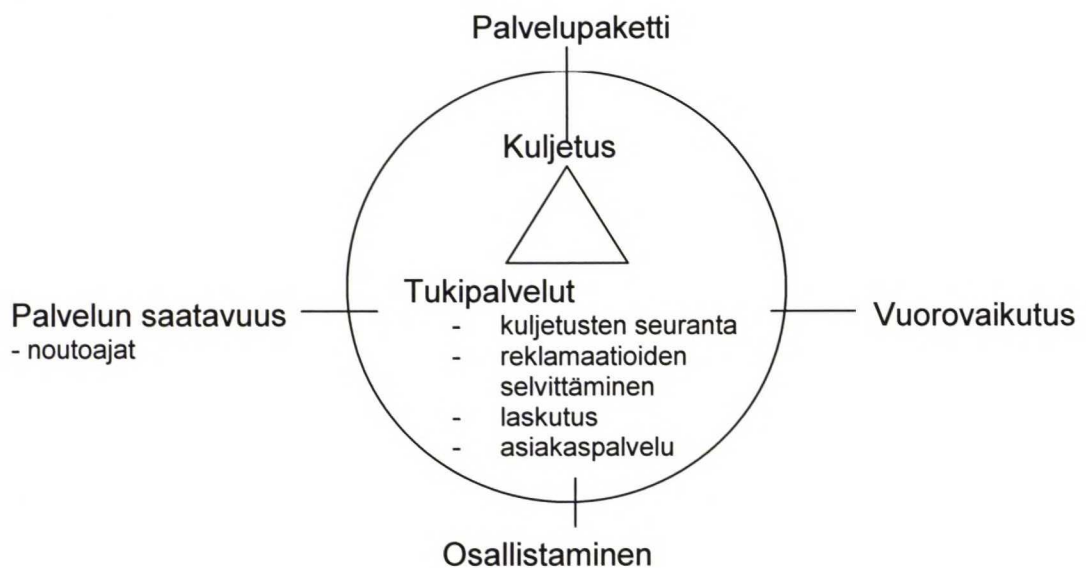 Palvelupaketti
Kuljetus
Tukipalvelut
- kuljetusten seuranta
- reklamaatioiden
selvittäminen
- laskutus
- asiakaspalvelu
Palvelun saatavuus
- noutoajat
Vuorovaikutus
Osallistaminen